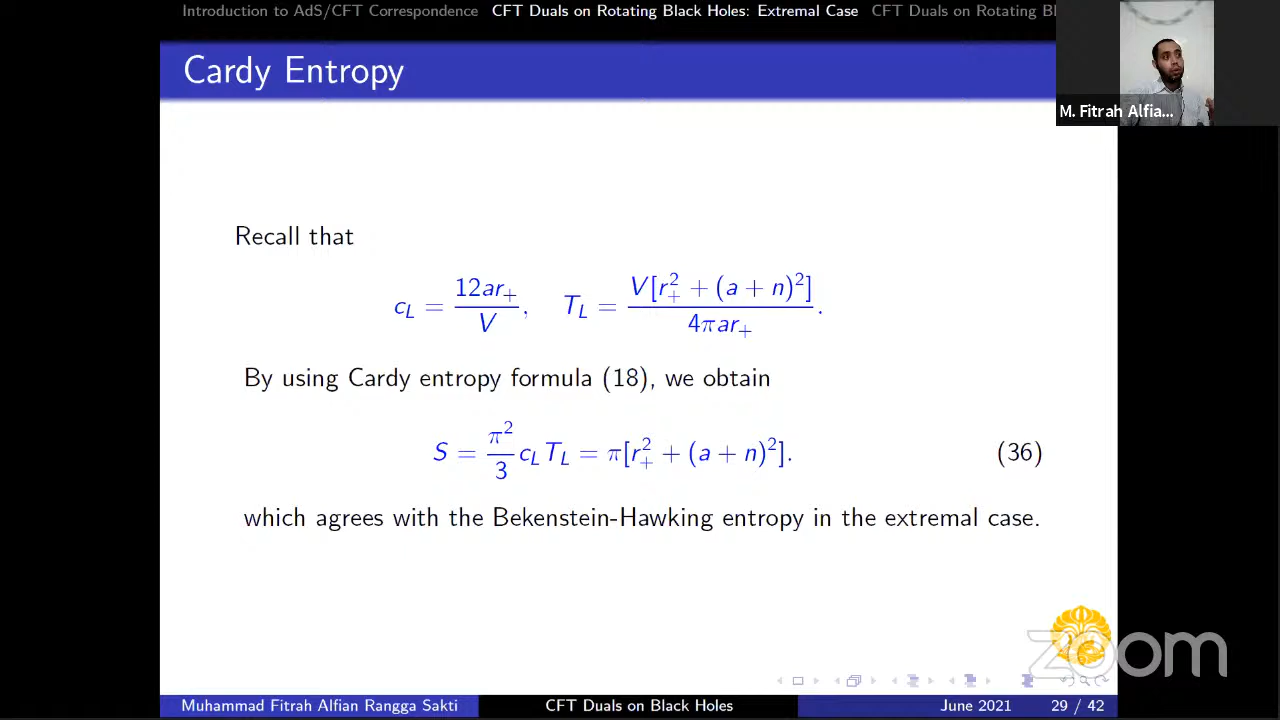 Introduction to AdS/CFT Correspondence CFT Duals on Rotating Black Holes: Extremal Case CFT Duals on Rotating Bl
Cardy Entropy
M. Fitrah Alfia...
Recall that
c_L = 12ar_+ / V, T_L = V[r_+^2 + (a + n)^2] / 4πar_+.
By using Cardy entropy formula (18), we obtain
S = π^2/3 c_L T_L = π[r_+^2 + (a + n)^2]. (36)
which agrees with the Bekenstein-Hawking entropy in the extremal case.
zoom
Muhammad Fitrah Alfian Rangga Sakti CFT Duals on Black Holes June 2021 29 / 42